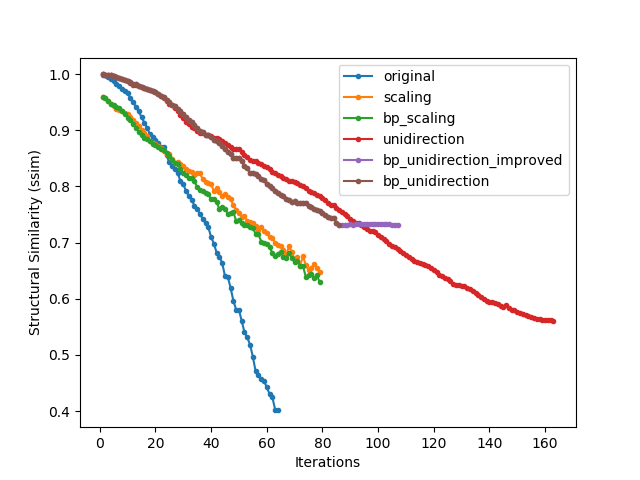 1.0
0.9
0.8
0.7
0.6
0.5
0.4
Structural Similarity (ssim)
original
scaling
bp_scaling
unidirection
bp_unidirection_improved
bp_unidirection
0 20 40 60 80 100 120 140 160
Iterations